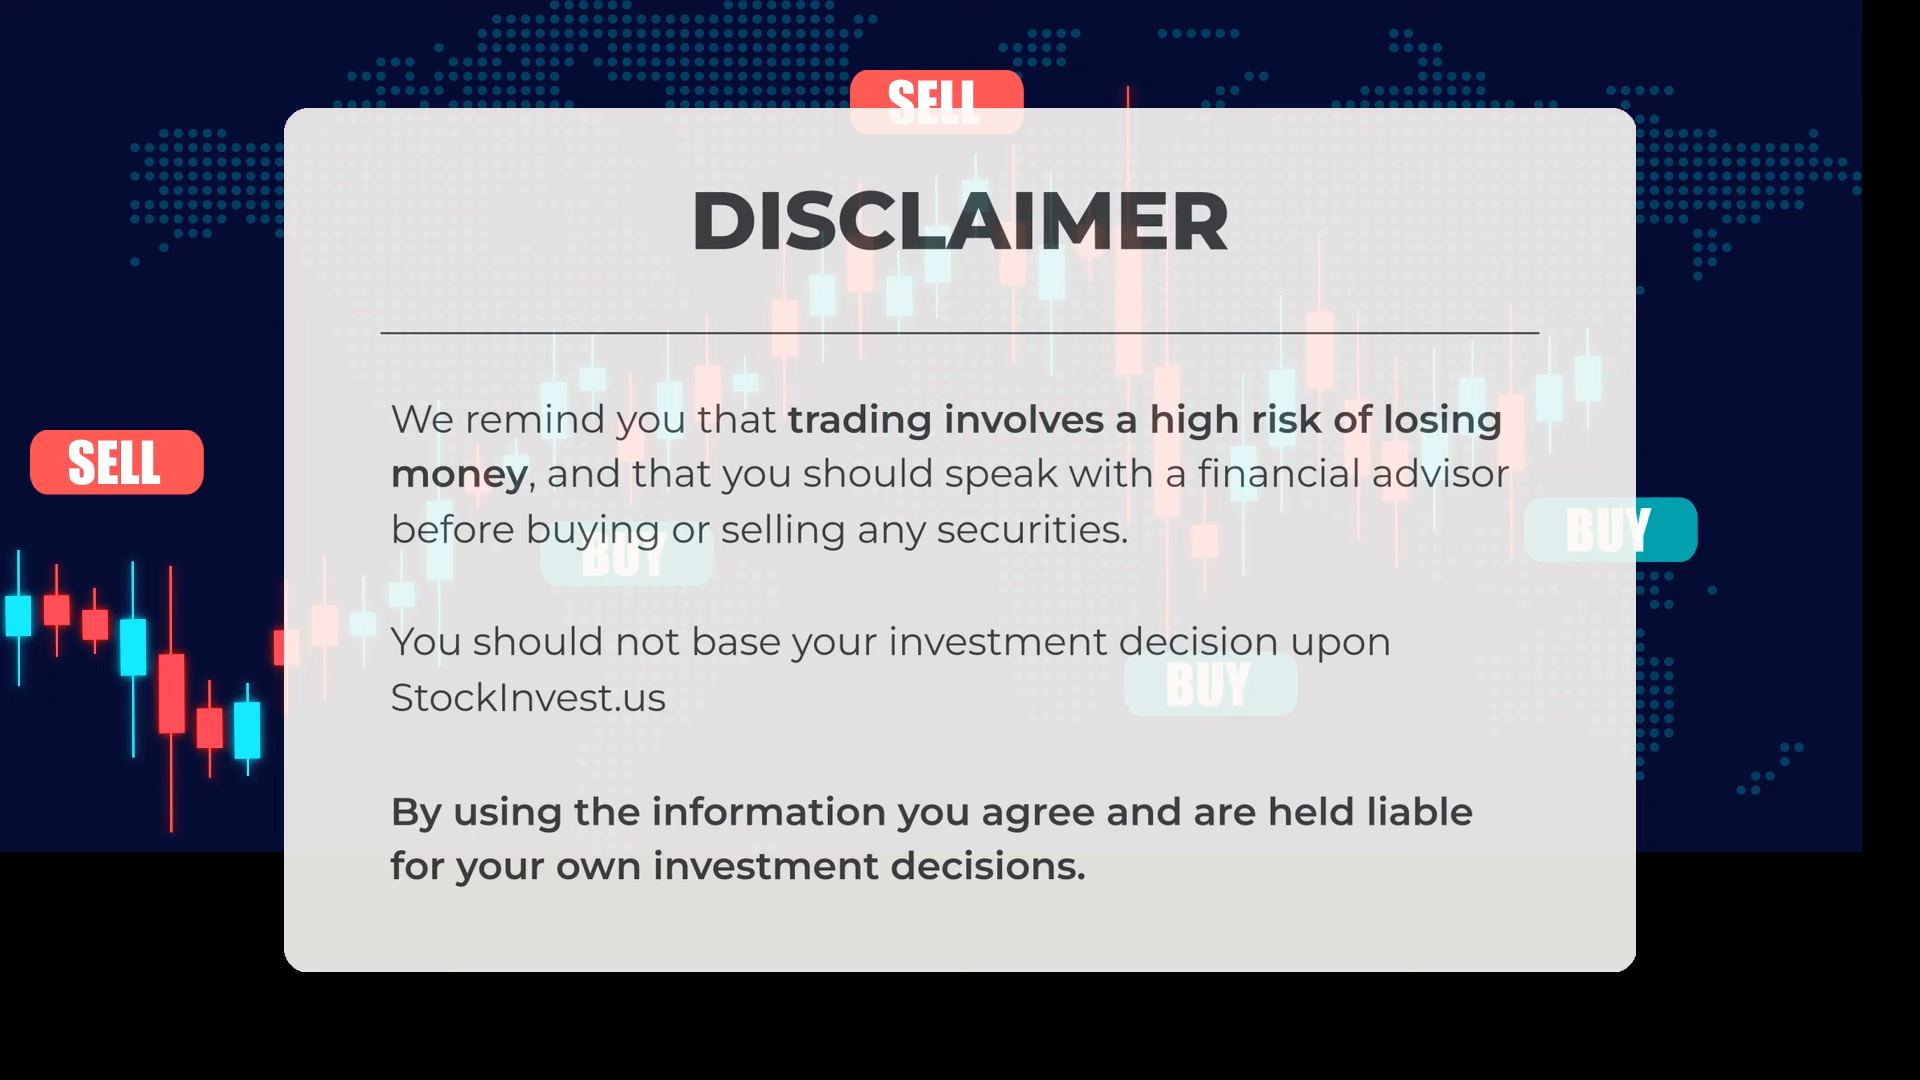 SELL
DISCLAIMER
We remind you that trading involves a high risk of losing
money, and that you should speak with a financial advisor
before buying or selling any securities.
SELL
BUY
BUY
You should not base your investment decision upon
StockInvest.us
BUY
By using the information you agree and are held liable
for your own investment decisions.